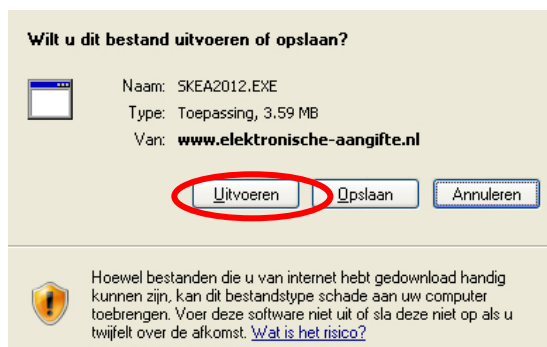 Wilt u dit bestand uitvoeren of opslaan?
Naam: SKEA2012.EXE
Type: Toepassing, 3.59 MB
Van: www.elektronische-aangifte.nl
Uitvoeren Opslaan Annuleren
Hoewel bestanden die u van internet hebt gedownload handig
kunnen zijn, kan dit bestandstype schade aan uw computer
toebrengen. Voer deze software niet uit of sla deze niet op als u
twijfelt over de afkomst. Wat is het risico?